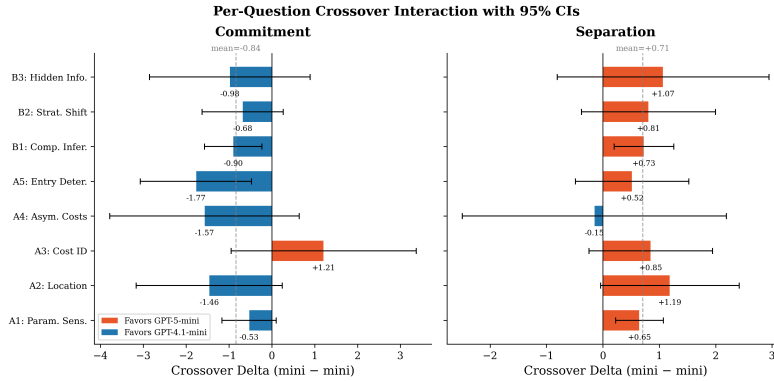 Per-Question Crossover Interaction with 95% CIs
Commitment
mean=-0.84
B3: Hidden Info.
B2: Strat. Shift
B1: Comp. Infer.
A5: Entry Deter.
A4: Asym. Costs
A3: Cost ID
A2: Location
A1: Param. Sens.
-0.98
-0.68
-0.90
-1.77
-1.57
+1.21
-1.46
-0.53
Favors GPT-5-mini
Favors GPT-4.1-mini
−4 −3 −2 −1 0 1 2 3
Crossover Delta (mini − mini)
Separation
mean=+0.71
+1.07
+0.81
+0.73
+0.52
-0.15
+0.85
+1.19
+0.65
−2 −1 0 1 2 3
Crossover Delta (mini − mini)